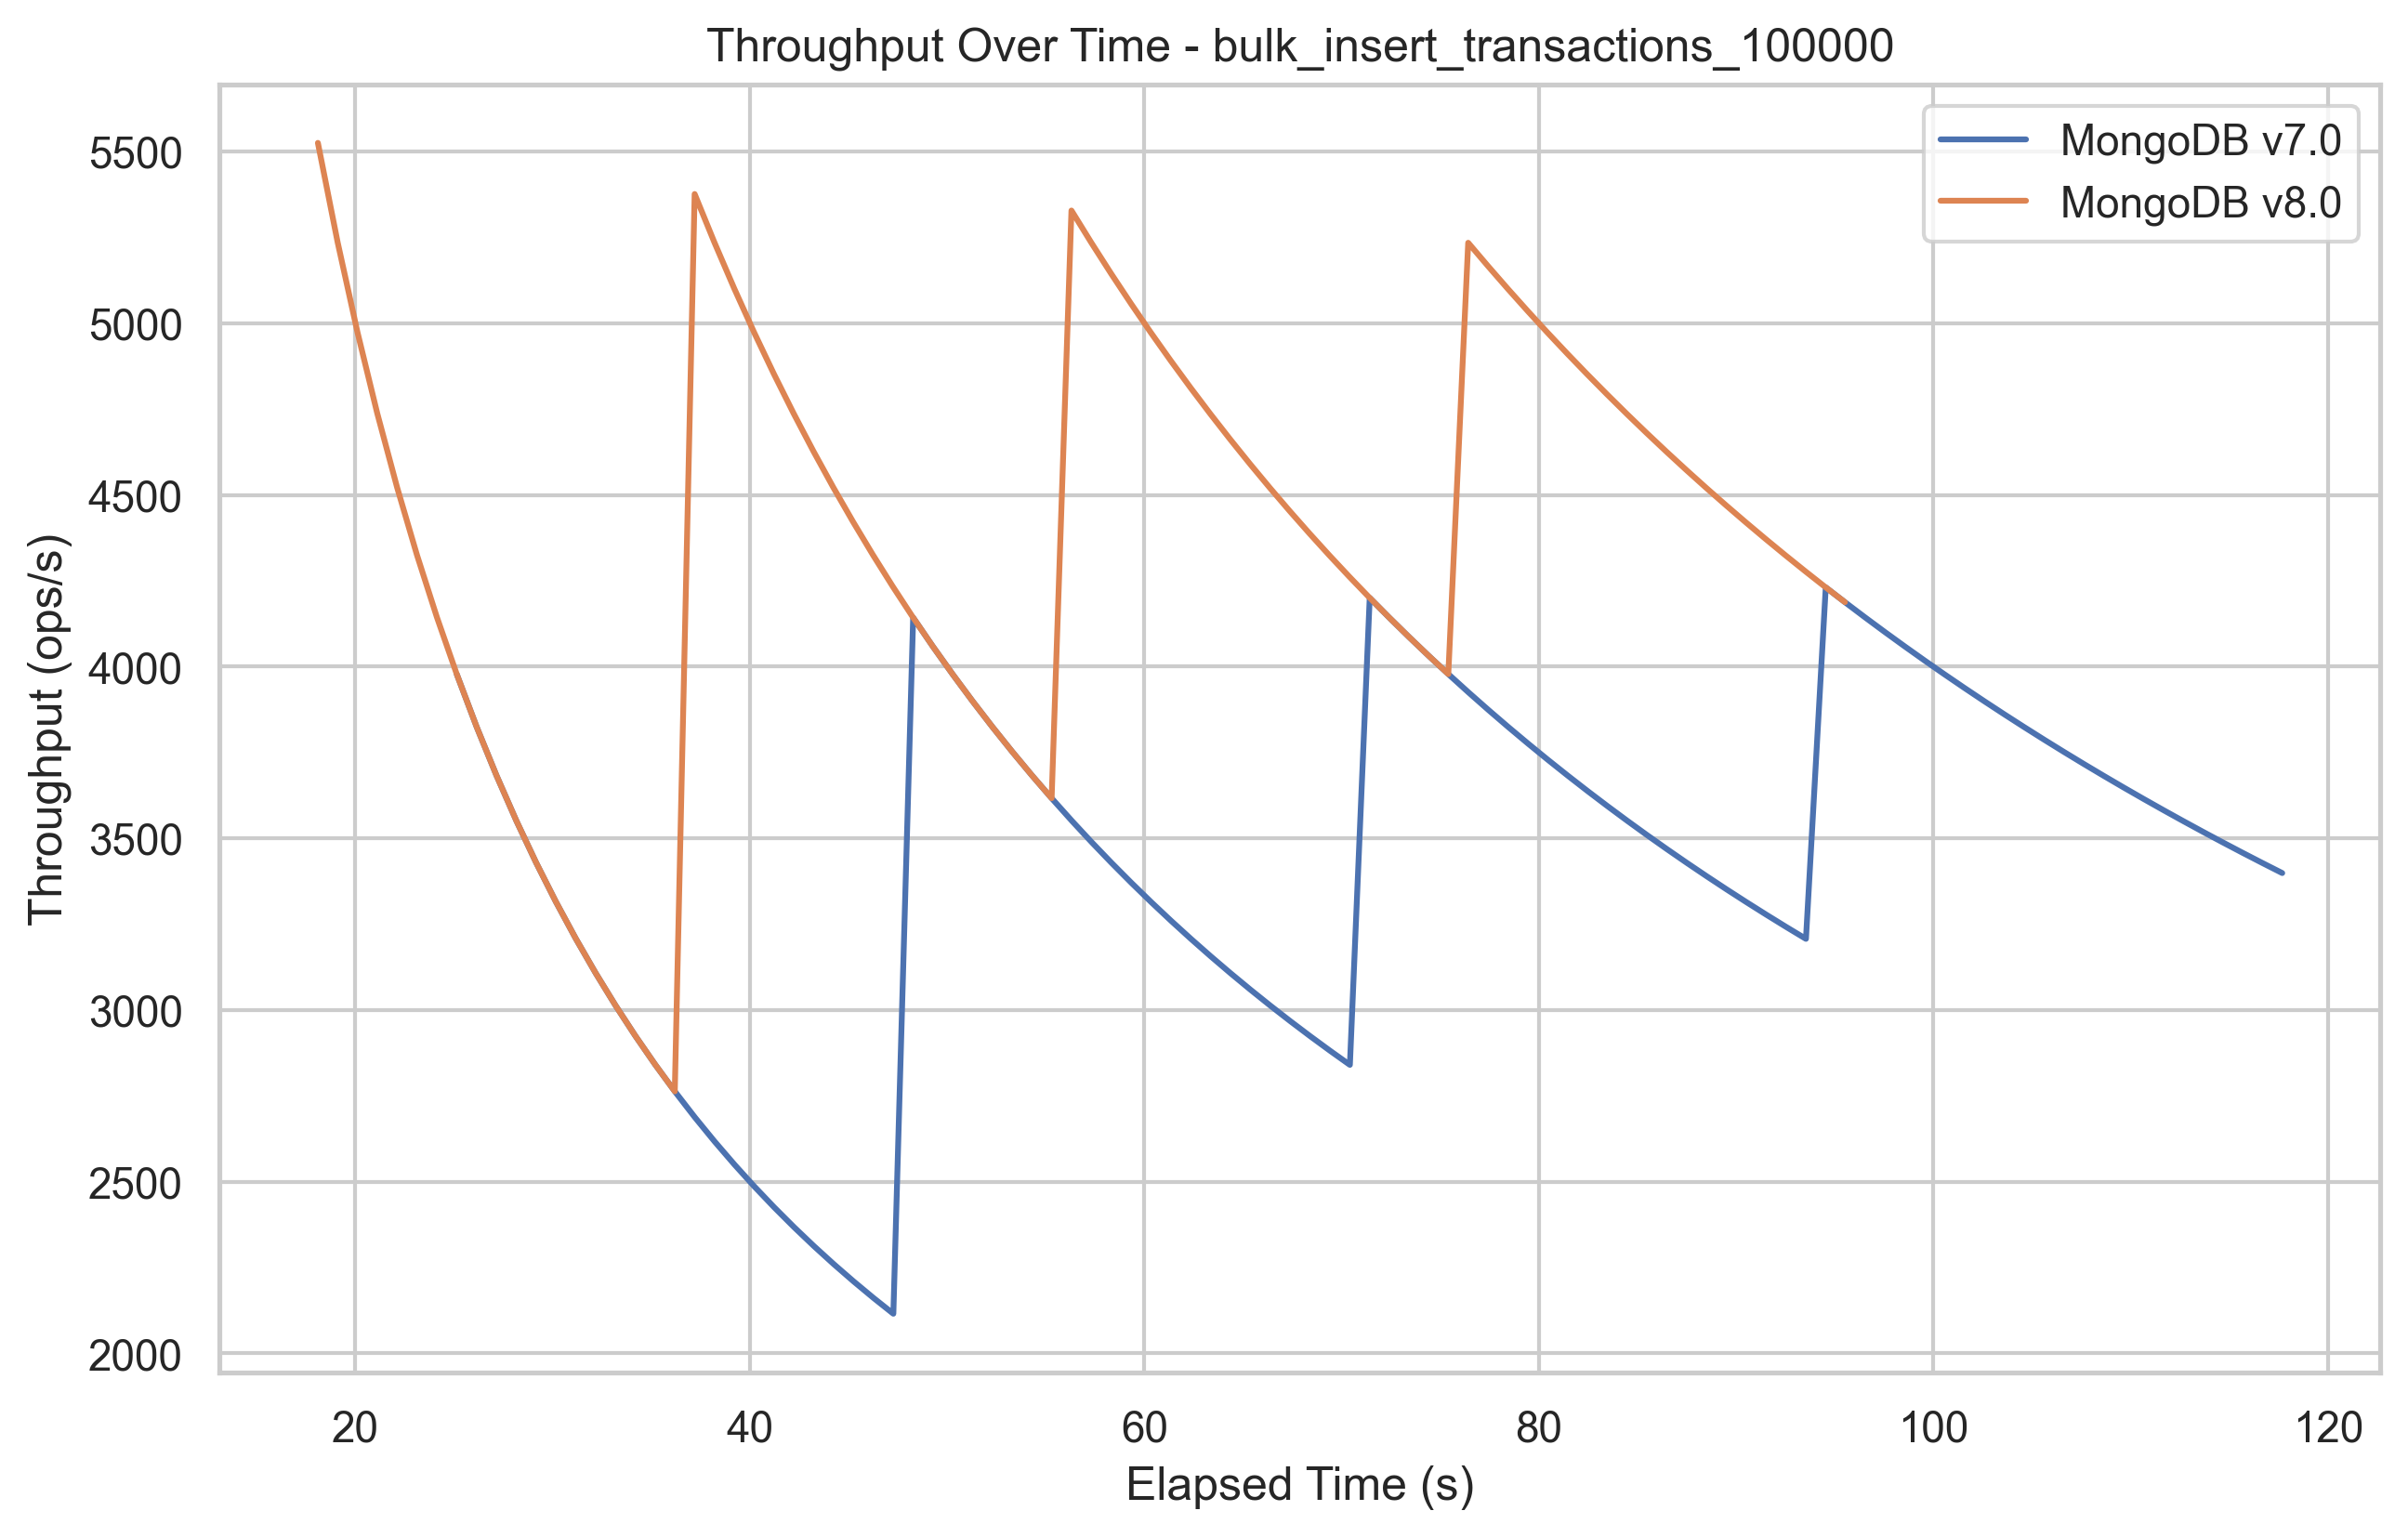 Throughput Over Time - bulk_insert_transactions_100000
MongoDB v7.0
MongoDB v8.0
Throughput (ops/s)
5500
5000
4500
4000
3500
3000
2500
2000
20 40 60 80 100 120
Elapsed Time (s)